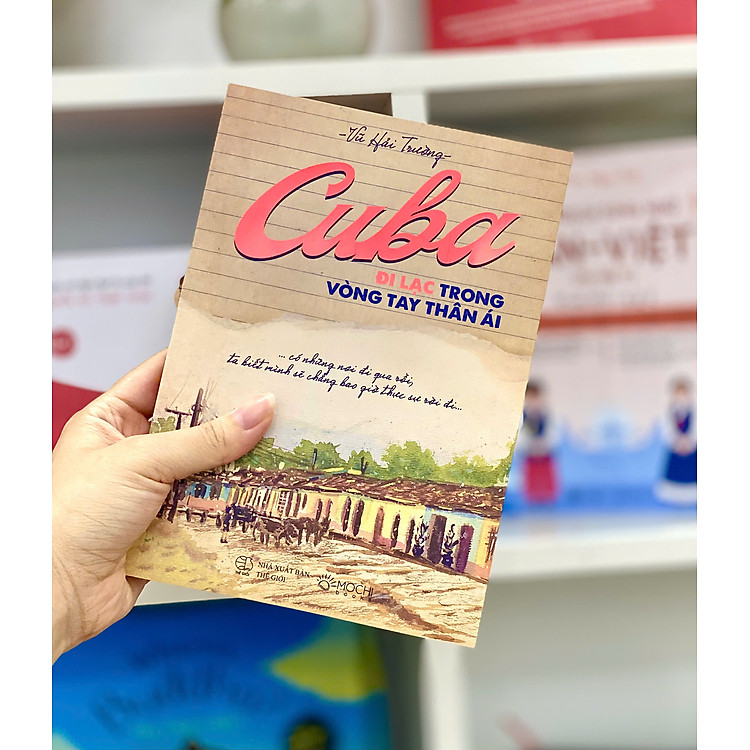 -Vũ Hải Trường-
Cuba
ĐI LẠC TRONG
VÒNG TAY THÂN ÁI
... có những nơi đi qua rồi,
ta biết mình sẽ chẳng bao giờ thực sự rời đi...
NHÀ XUẤT BẢN
THẾ GIỚI
MOCHI
BOOKS